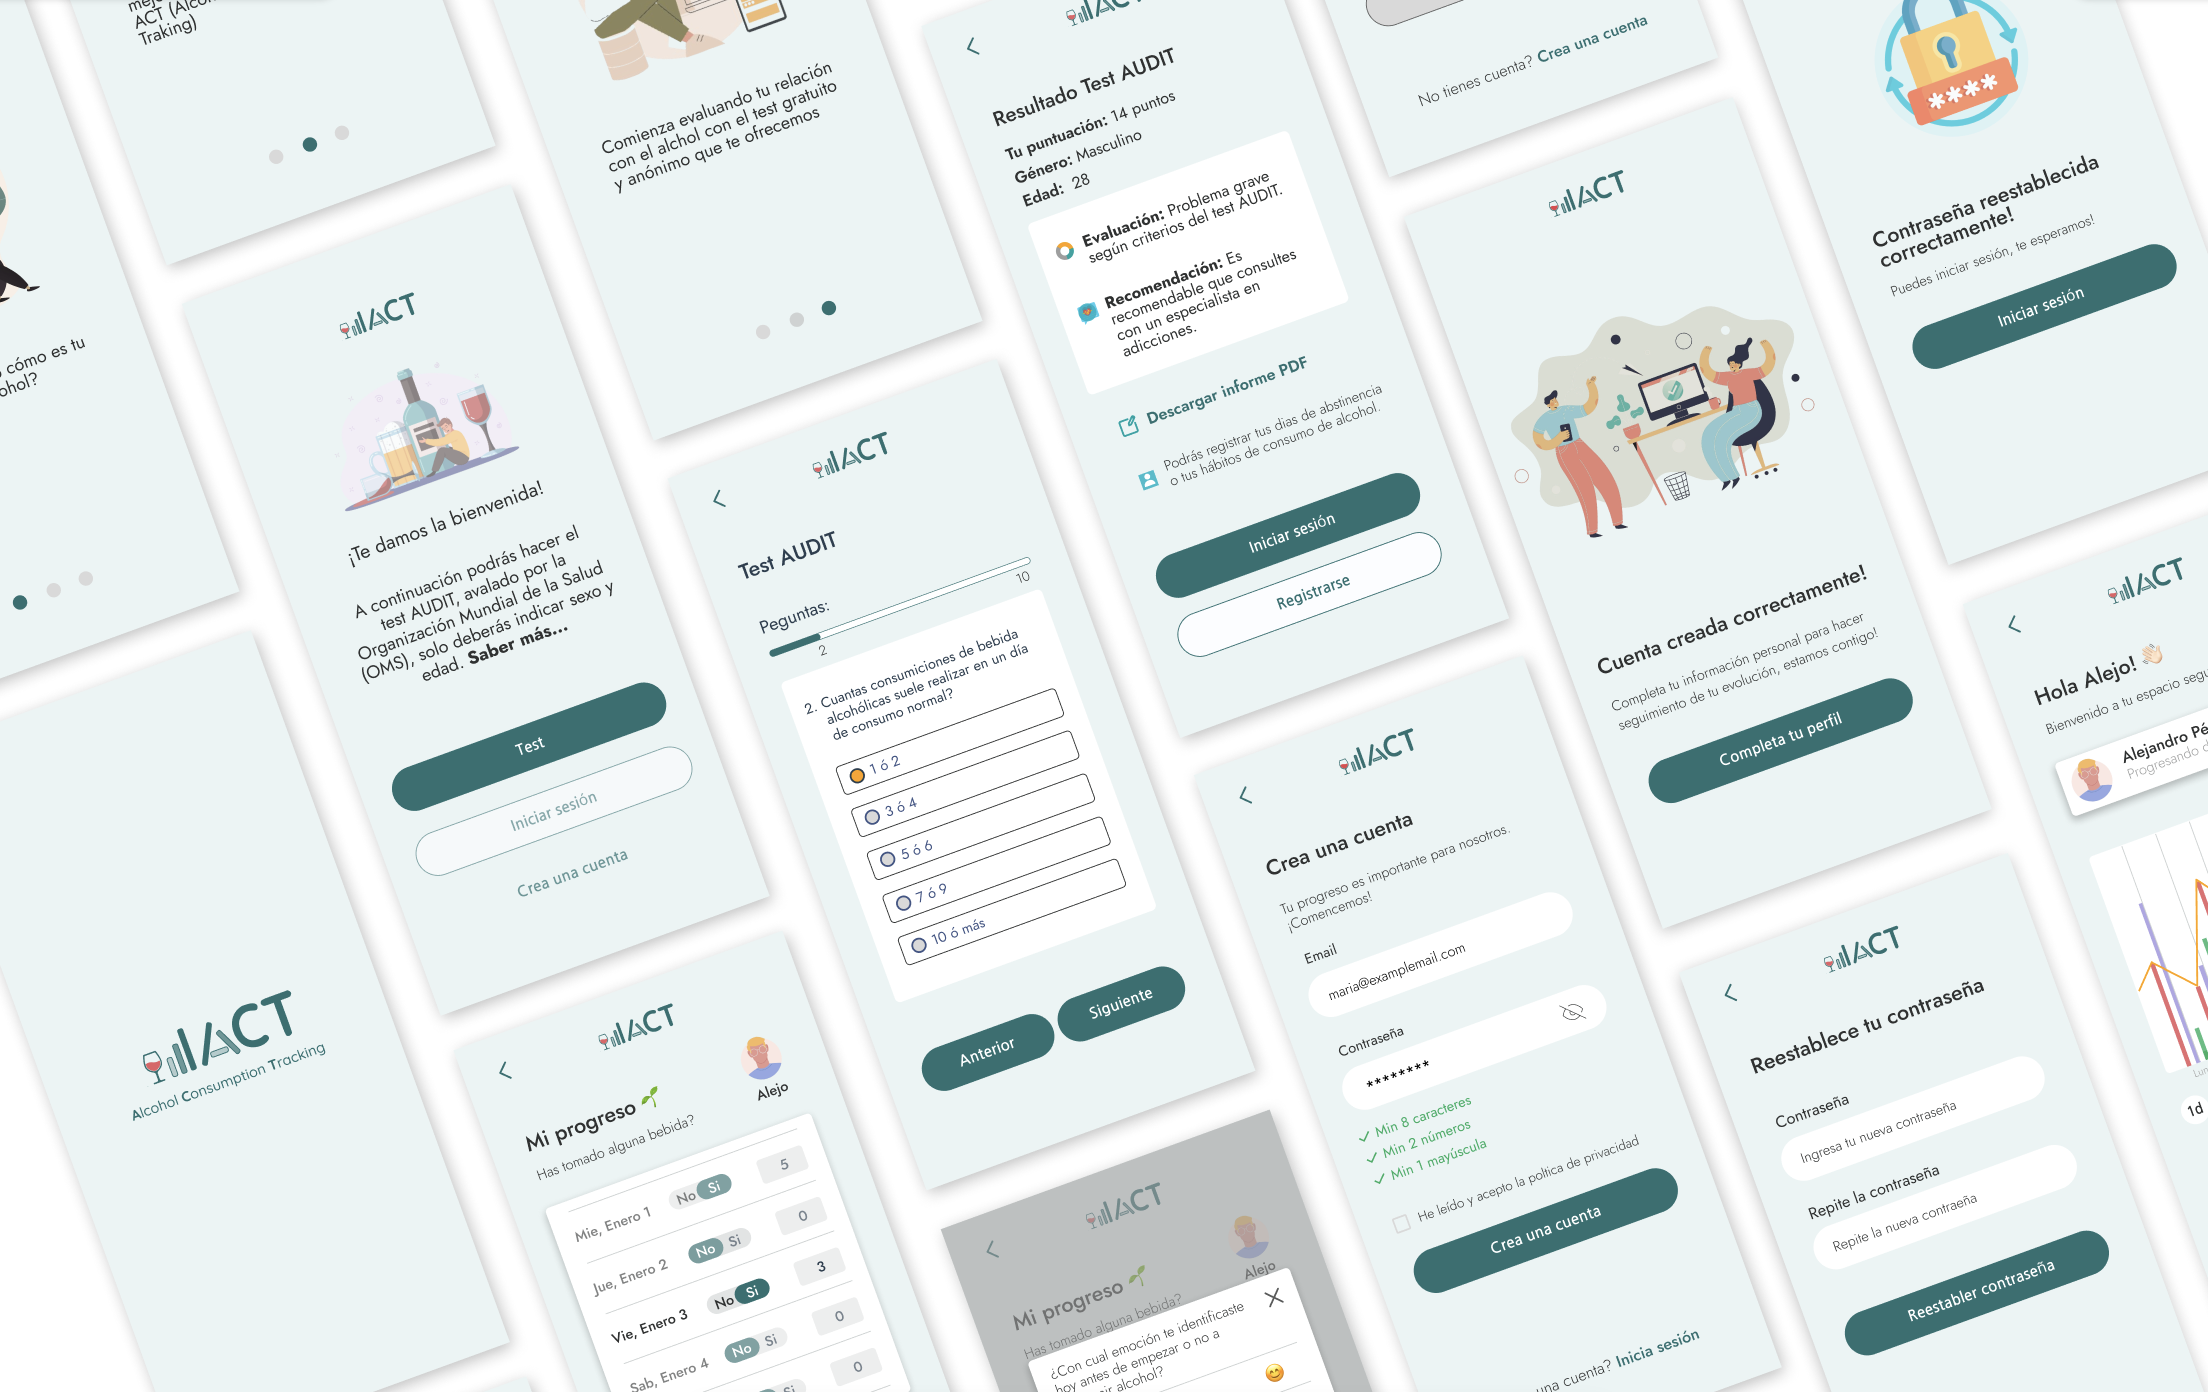 ACT (Alco
Traking)
cómo es tu
ohol?
ACT
Alcohol Consumption Tracking
ACT
¡Te damos la bienvenida!
A continuación podrás hacer el
test AUDIT, avalado por la
Organización Mundial de la Salud
(OMS), solo deberás indicar sexo y
edad. Saber más...
Test
Iniciar sesión
Crea una cuenta
ACT
Alejo
Mi progreso
Has tomado alguna bebida?
Mie, Enero 1 No Si 5
Jue, Enero 2 No Si 0
Vie, Enero 3 No Si 3
Sab, Enero 4 No Si 0
Si 0
Comienza evaluando tu relación
con el alchol con el test gratuito
y anónimo que te ofrecemos
ACT
Test AUDIT
Peguntas:
10
2
2. Cuantas consumiciones de bebida
alcohólicas suele realizar en un día
de consumo normal?
1 ó 2
3 ó 4
5 ó 6
7 ó 9
10 ó más
Anterior
Siguiente
ACT
Alejo
Mi progreso
Has tomado alguna bebida?
¿Con cual emoción te identificaste
hoy antes de empezar o no a
ir alcohol?
ACT
Resultado Test AUDIT
Tu puntuación: 14 puntos
Género: Masculino
Edad: 28
Evaluación: Problema grave
según criterios del test AUDIT.
Recomendación: Es
recomendable que consultes
con un especialista en
adicciones.
Descargar informe PDF
Podrás registrar tus dias de abstinencia
o tus hábitos de consumo de alcohol.
Iniciar sesión
Registrarse
ACT
Crea una cuenta
Tu progreso es importante para nosotros.
¡Comencemos!
Email
maria@examplemail.com
Contraseña
********
Min 8 caracteres
Min 2 números
Min 1 mayúscula
He leído y acepto la poltica de privacidad
Crea una cuenta
una cuenta? Inicia sesión
No tienes cuenta? Crea una cuenta
ACT
Cuenta creada correctamente!
Completa tu información personal para hacer
seguimiento de tu evolución, estamos contigo!
Completa tu perfil
ACT
Reestablece tu contraseña
Contraseña
Ingresa tu nueva contraseña
Repite la contraseña
Repite la nueva contraeña
Reestabler contraseña
****
Contraseña reestablecida
correctamente!
Puedes iniciar sesión, te esperamos!
Iniciar sesión
ACT
Hola Alejo!
Bienvenido a tu espacio segu
Alejandro Pé
Progresando d
Lun
1d